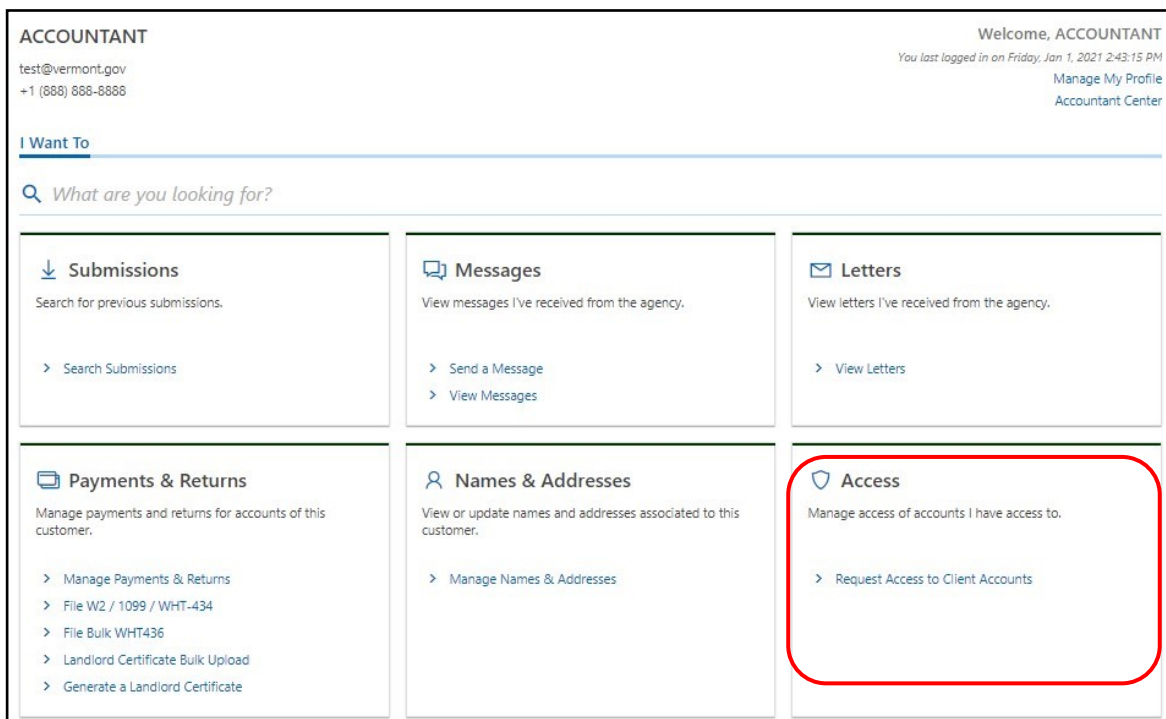 ACCOUNTANT
test@vermont.gov
+1 (888) 888-8888
Welcome, ACCOUNTANT
You last logged in on Friday, Jan 1, 2021 2:43:15 PM
Manage My Profile
Accountant Center
I Want To
What are you looking for?
Submissions
Search for previous submissions.
Search Submissions
Messages
View messages I've received from the agency.
Send a Message
View Messages
Letters
View letters I've received from the agency.
View Letters
Payments & Returns
Manage payments and returns for accounts of this
customer.
Manage Payments & Returns
File W2 / 1099 / WHT-434
File Bulk WHT436
Landlord Certificate Bulk Upload
Generate a Landlord Certificate
Names & Addresses
View or update names and addresses associated to this
customer.
Manage Names & Addresses
Access
Manage access of accounts I have access to.
Request Access to Client Accounts